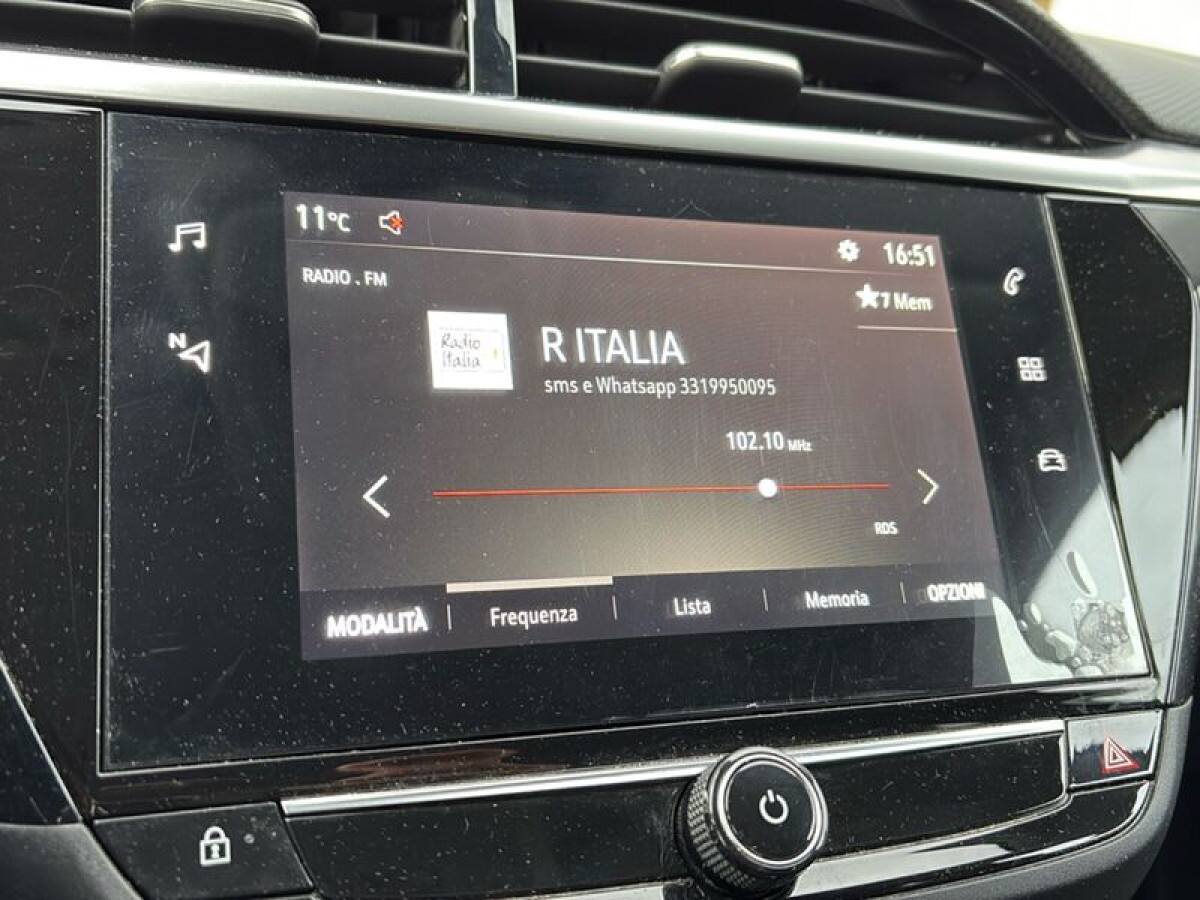 11°C
16:51
RADIO . FM
7 Mem
Radio
Italia
R ITALIA
sms e Whatsapp 3319950095
102.10 MHz
RDS
MODALITÀ
Frequenza
Lista
Memoria
OPZIONI
N